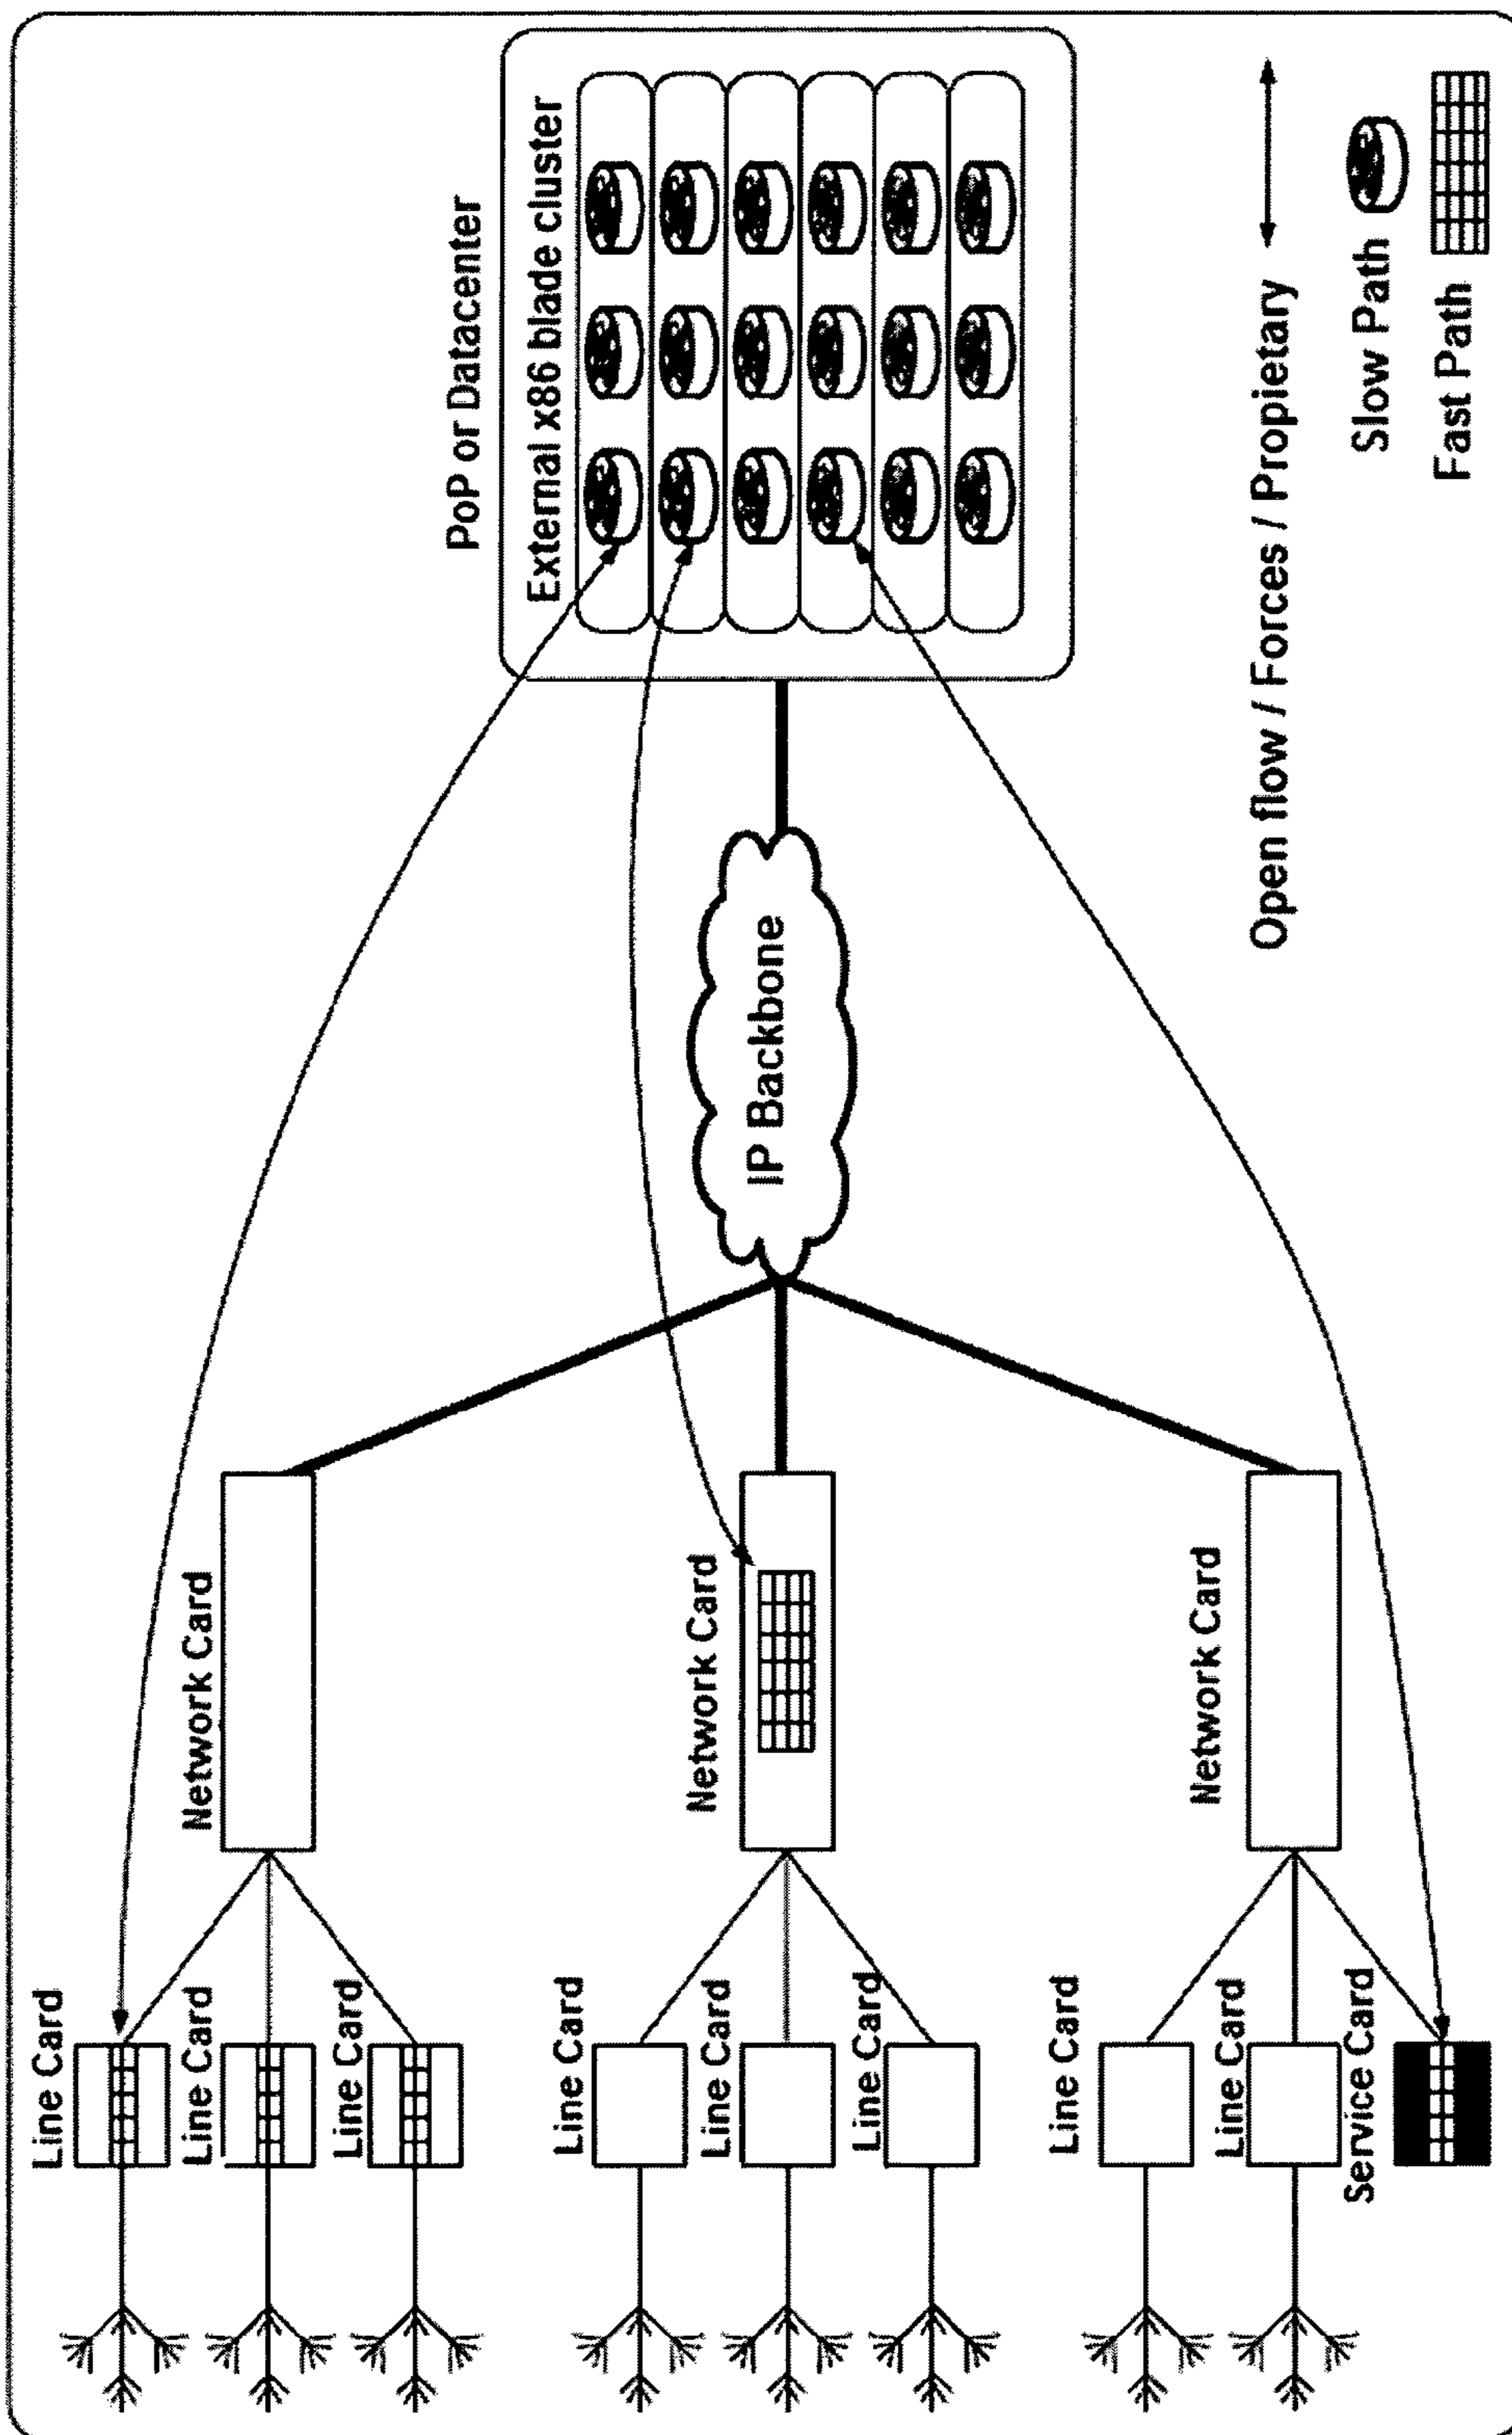 PoP or Datacenter
External x86 blade cluster
IP Backbone
Network Card
Network Card
Network Card
Line Card
Line Card
Line Card
Line Card
Line Card
Line Card
Line Card
Line Card
Service Card
Open flow / Forces / Propietary
Slow Path
Fast Path